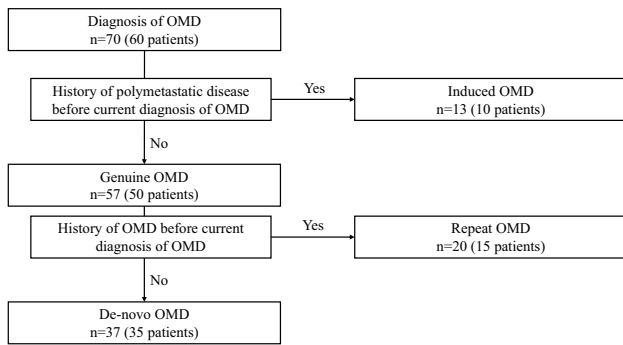 Diagnosis of OMD
n=70 (60 patients)
History of polymetastatic disease
before current diagnosis of OMD
Yes
Induced OMD
n=13 (10 patients)
No
Genuine OMD
n=57 (50 patients)
History of OMD before current
diagnosis of OMD
Yes
Repeat OMD
n=20 (15 patients)
No
De-novo OMD
n=37 (35 patients)